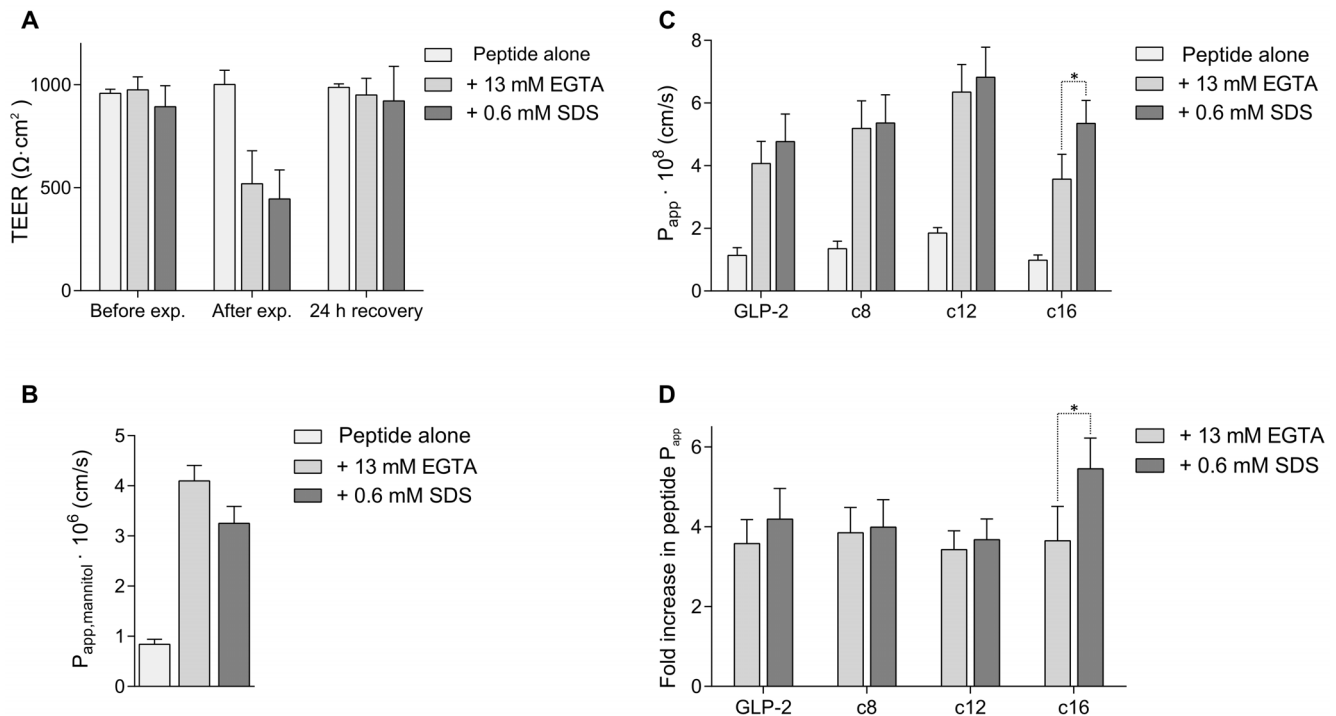 A
TEER (Ω·cm²)
1000
500
0
Before exp.
After exp.
24 h recovery
Peptide alone
+ 13 mM EGTA
+ 0.6 mM SDS
B
P_app,mannitol · 10⁶ (cm/s)
5
4
3
2
1
0
Peptide alone
+ 13 mM EGTA
+ 0.6 mM SDS
C
P_app · 10⁸ (cm/s)
8
6
4
2
0
GLP-2
c8
c12
c16
*
Peptide alone
+ 13 mM EGTA
+ 0.6 mM SDS
D
Fold increase in peptide P_app
6
4
2
0
GLP-2
c8
c12
c16
*
+ 13 mM EGTA
+ 0.6 mM SDS